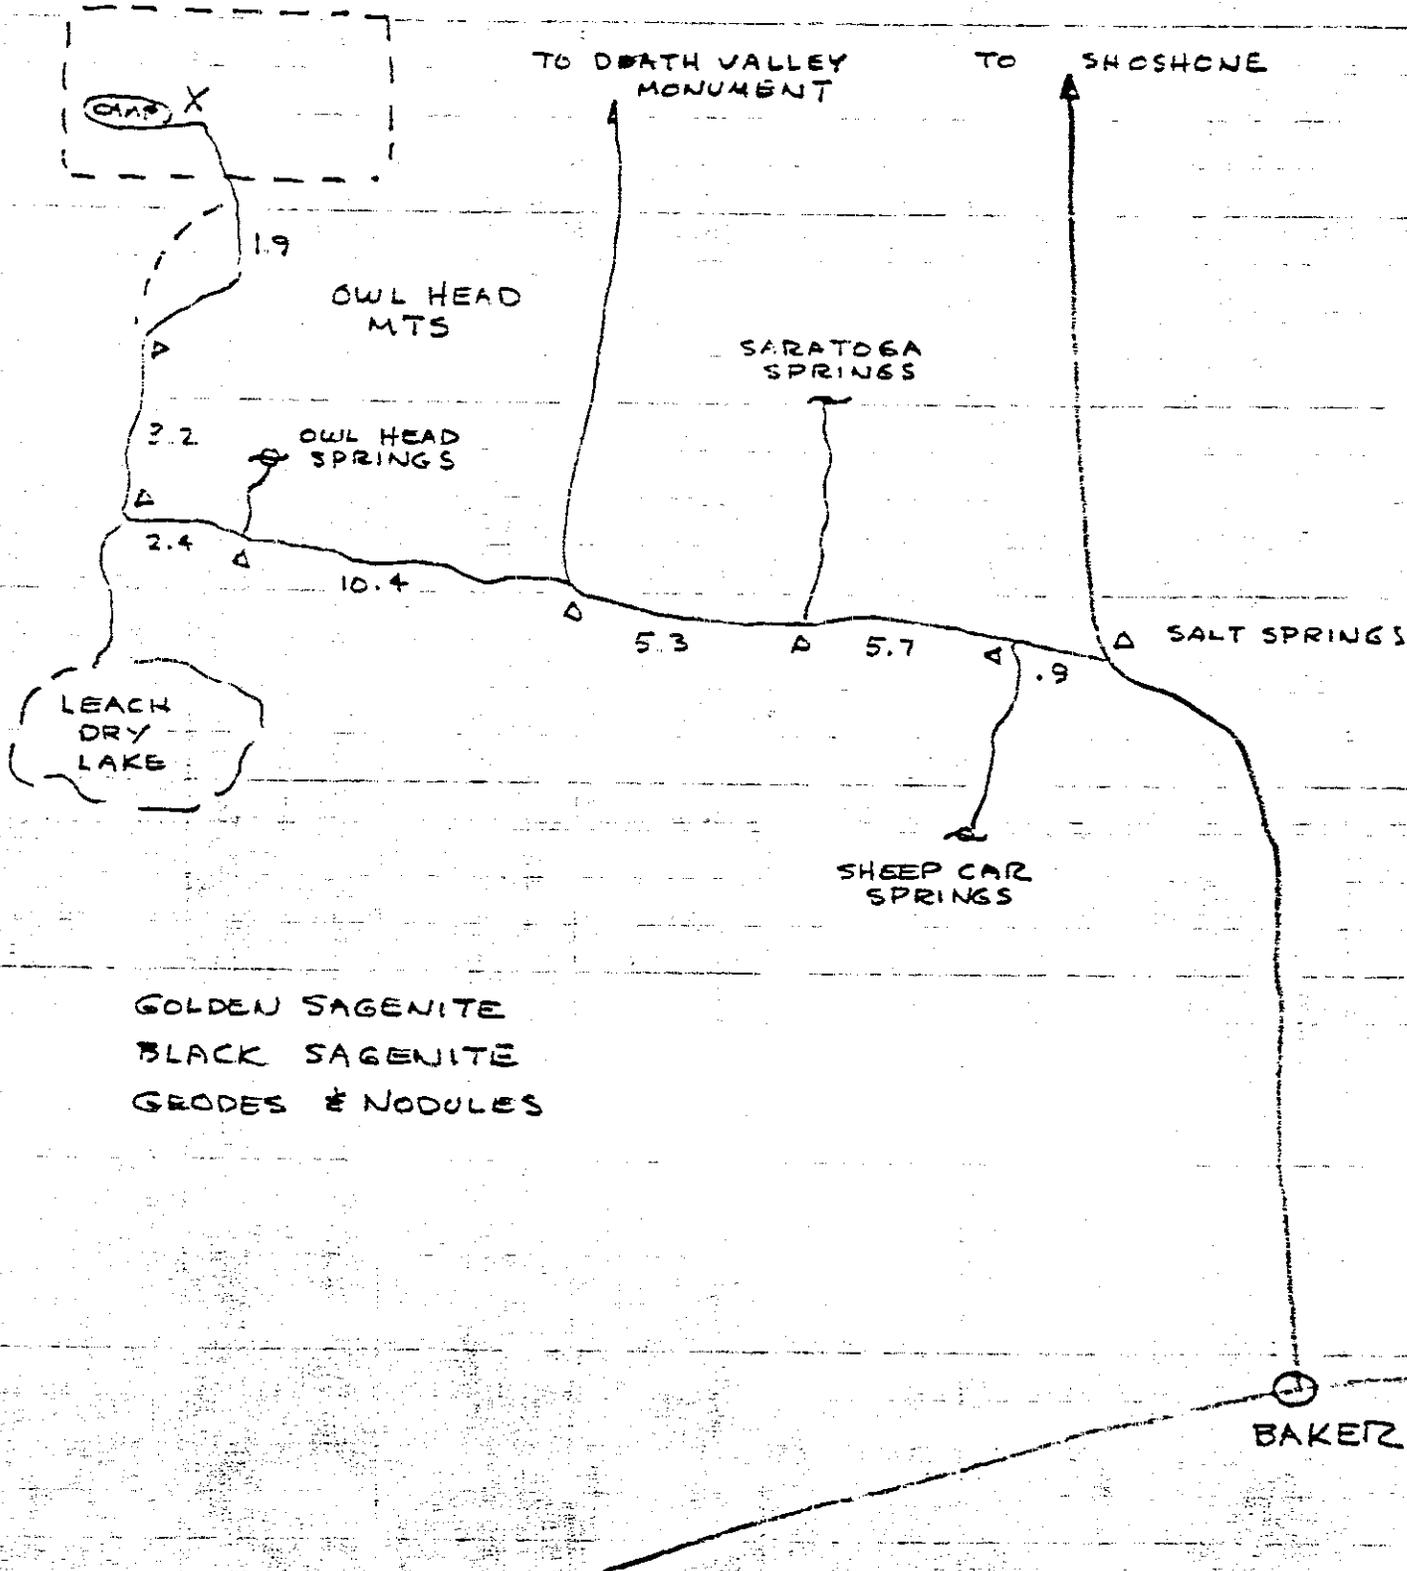 TO DEATH VALLEY
MONUMENT
TO SHOSHONE
CAMP X
1.9
OWL HEAD
MTS
SARATOGA
SPRINGS
3.2
OWL HEAD
SPRINGS
2.4
10.4
5.3
5.7
.9
SALT SPRINGS
LEACH
DRY
LAKE
SHEEP CAR
SPRINGS
GOLDEN SAGENITE
BLACK SAGENITE
GEODES & NODULES
BAKER